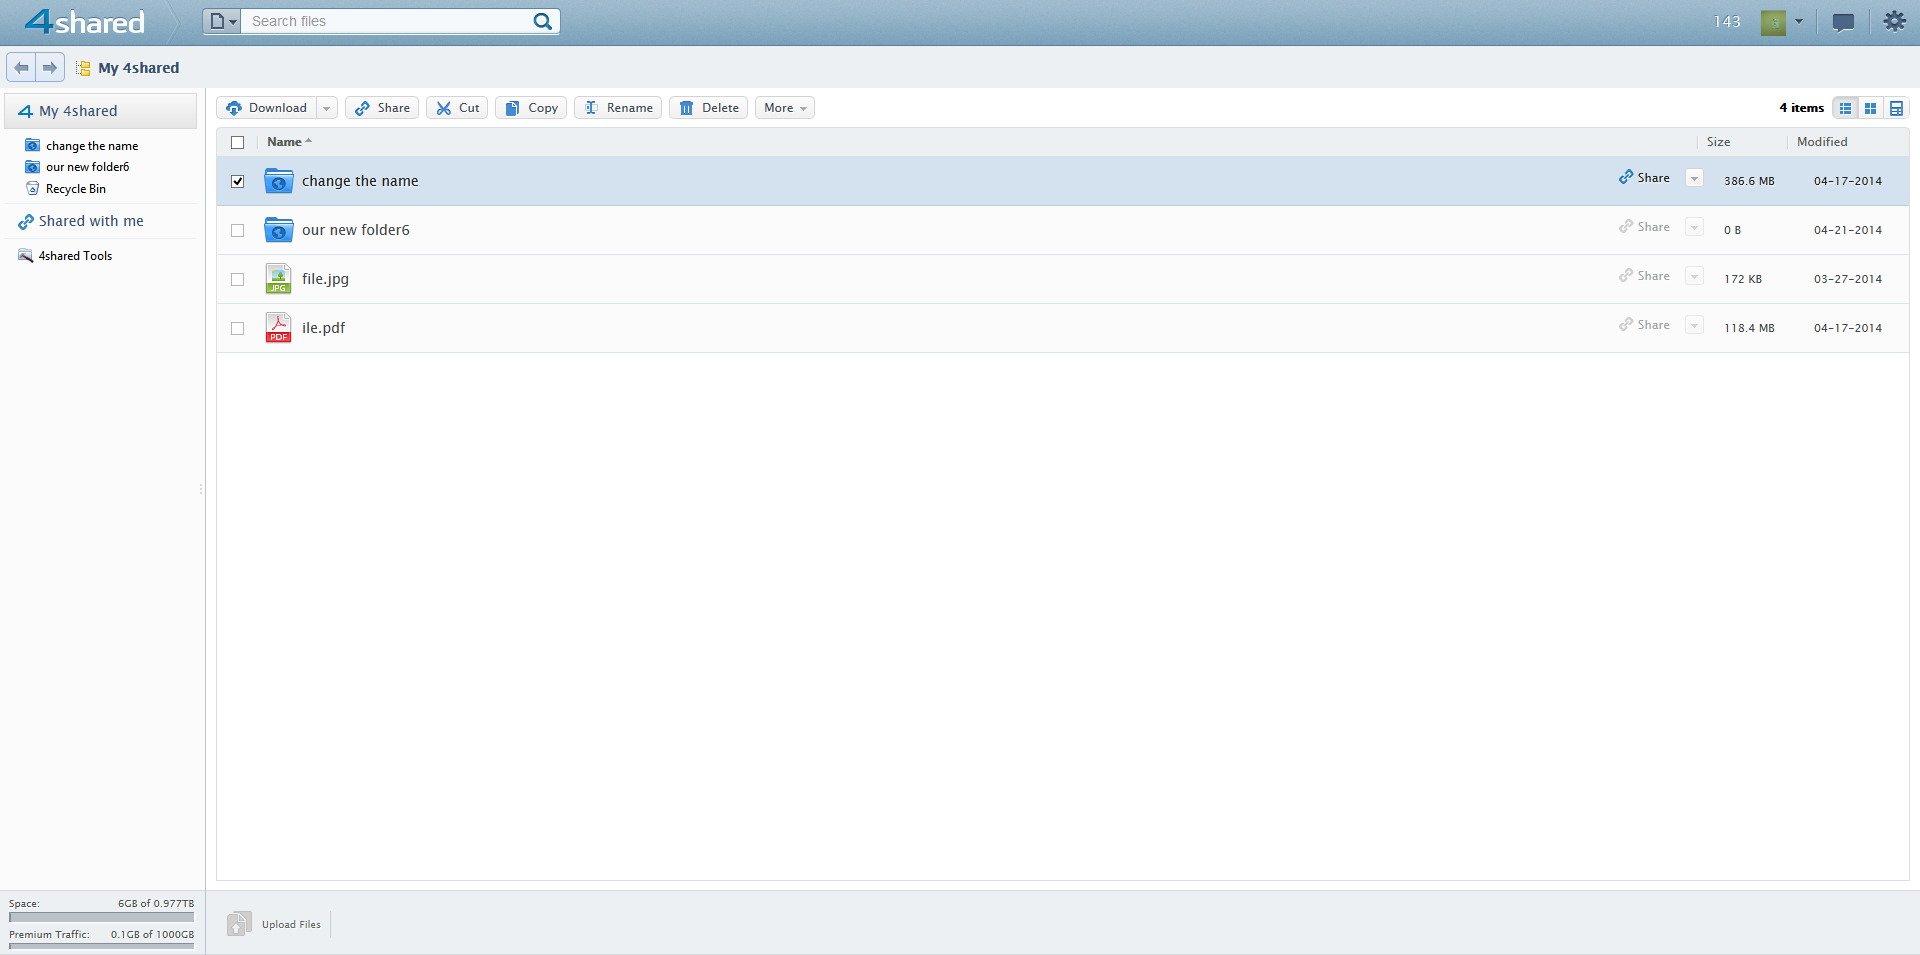 4shared
Search files
143
My 4shared
My 4shared
change the name
our new folder6
Recycle Bin
Shared with me
4shared Tools
Download Share Cut Copy Rename Delete More
4 items
Name Size Modified
change the name Share 386.6 MB 04-17-2014
our new folder6 Share 0 B 04-21-2014
JPG file.jpg Share 172 KB 03-27-2014
PDF ile.pdf Share 118.4 MB 04-17-2014
Space: 6GB of 0.977TB
Premium Traffic: 0.1GB of 1000GB
Upload Files